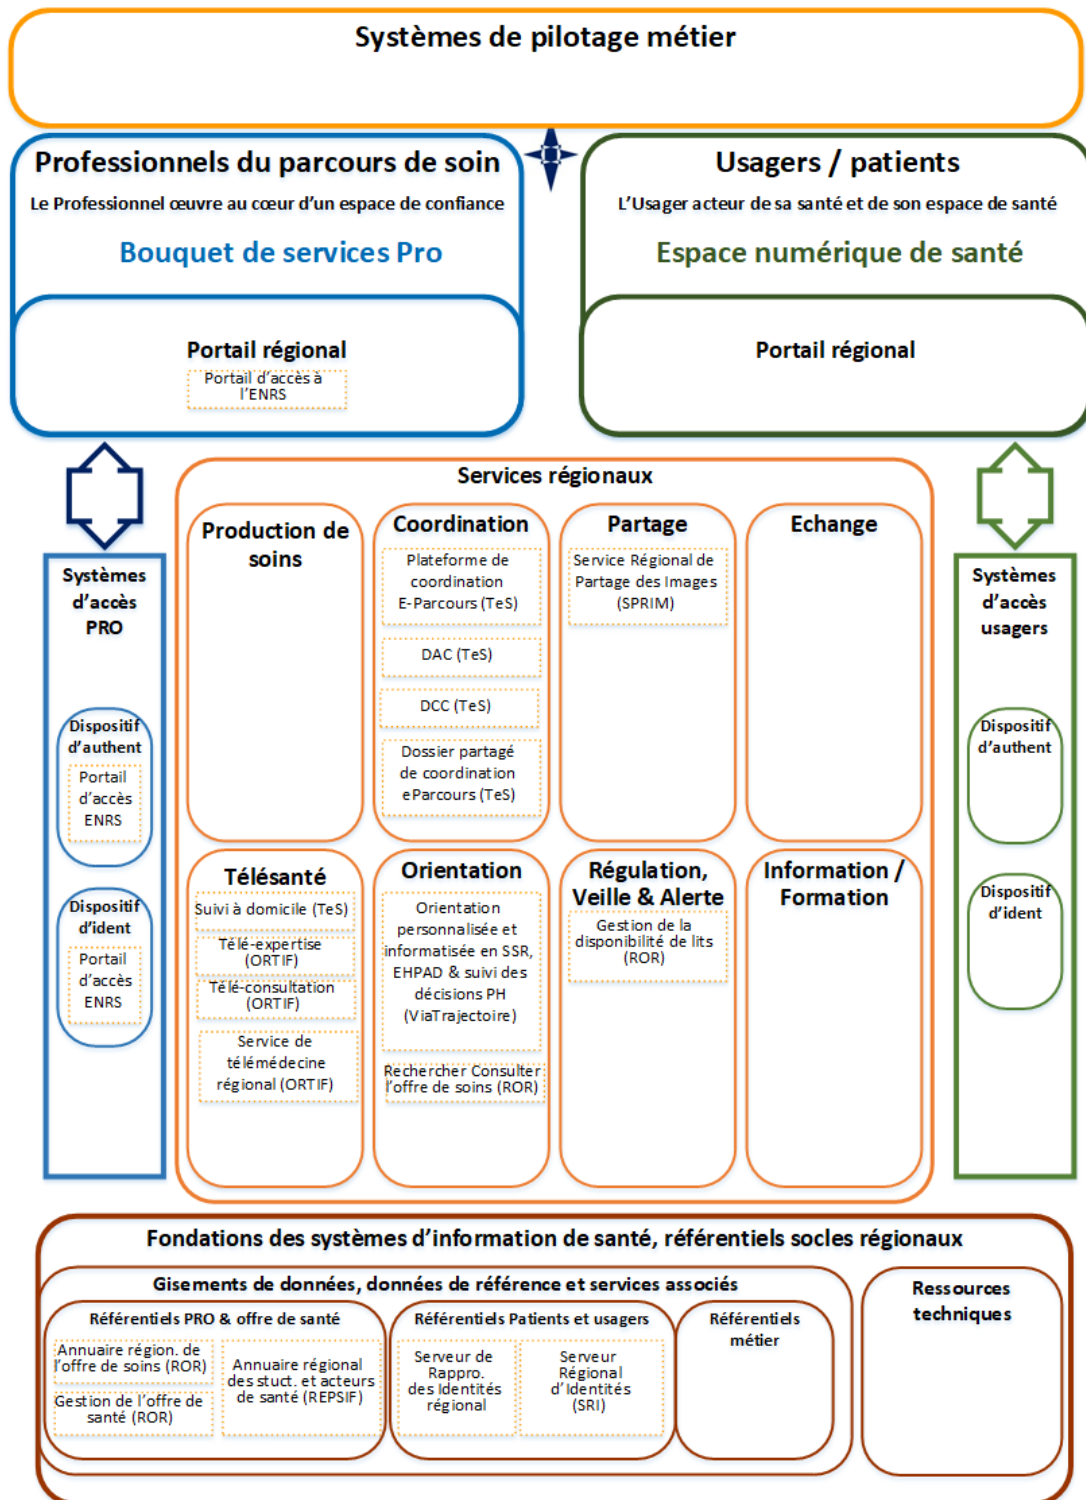 Systèmes de pilotage métier
Professionnels du parcours de soin
Le Professionnel œuvre au cœur d’un espace de confiance
Bouquet de services Pro
Portail régional
Portail d’accès à
l’ENRS
Usagers / patients
L’Usager acteur de sa santé et de son espace de santé
Espace numérique de santé
Portail régional
Systèmes
d’accès
PRO
Dispositif
d’authent
Portail
d’accès
ENRS
Dispositif
d’ident
Portail
d’accès
ENRS
Services régionaux
Production de
soins
Coordination
Plateforme de
coordination
E-Parcours (TeS)
DAC (TeS)
DCC (TeS)
Dossier partagé
de coordination
eParcours (TeS)
Partage
Service Régional de
Partage des Images
(SPRIM)
Echange
Télésanté
Suivi à domicile (TeS)
Télé-expertise
(ORTIF)
Télé-consultation
(ORTIF)
Service de
télémédecine
régional (ORTIF)
Orientation
Orientation
personnalisée et
informatisée en SSR,
EHPAD & suivi des
décisions PH
(ViaTrajectoire)
Rechercher Consulter
l’offre de soins (ROR)
Régulation,
Veille & Alerte
Gestion de la
disponibilité de lits
(ROR)
Information /
Formation
Systèmes
d’accès
usagers
Dispositif
d’authent
Dispositif
d’ident
Fondations des systèmes d’information de santé, référentiels socles régionaux
Gisements de données, données de référence et services associés
Référentiels PRO & offre de santé
Annuaire région. de
l’offre de soins (ROR)
Gestion de l’offre de
santé (ROR)
Annuaire régional
des stuct. et acteurs
de santé (REPSIF)
Référentiels Patients et usagers
Serveur de
Rappro.
des Identités
régional
Serveur
Régional
d’Identités
(SRI)
Référentiels
métier
Ressources
techniques